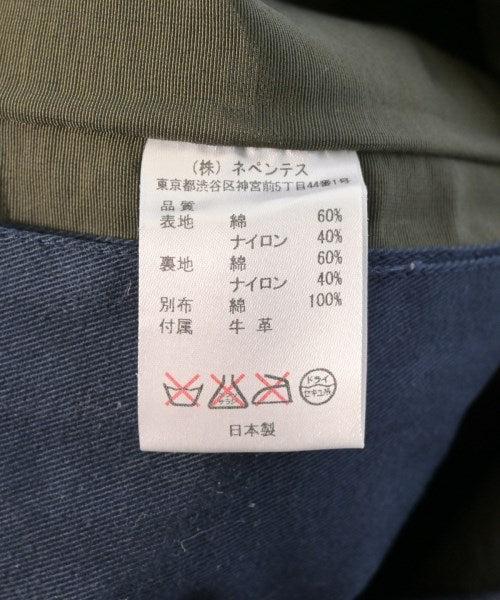 （株）ネペンテス
東京都渋谷区神宮前5丁目44番1号
品質
表地 綿 60%
ナイロン 40%
裏地 綿 60%
ナイロン 40%
別布 綿 100%
付属 牛革
ドライ
セキユ系
日本製